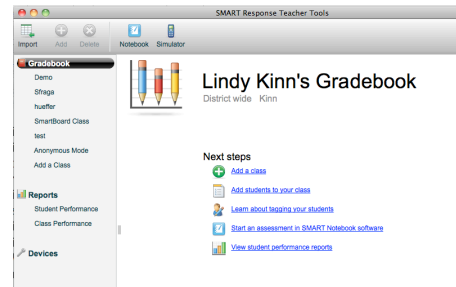 SMART Response Teacher Tools
Import Add Delete Notebook Simulator
Gradebook
Demo
Sfraga
hueffer
SmartBoard Class
test
Anonymous Mode
Add a Class
Reports
Student Performance
Class Performance
Devices
Lindy Kinn's Gradebook
District wide Kinn
Next steps
Add a class
Add students to your class
Learn about tagging your students
Start an assessment in SMART Notebook software
View student performance reports